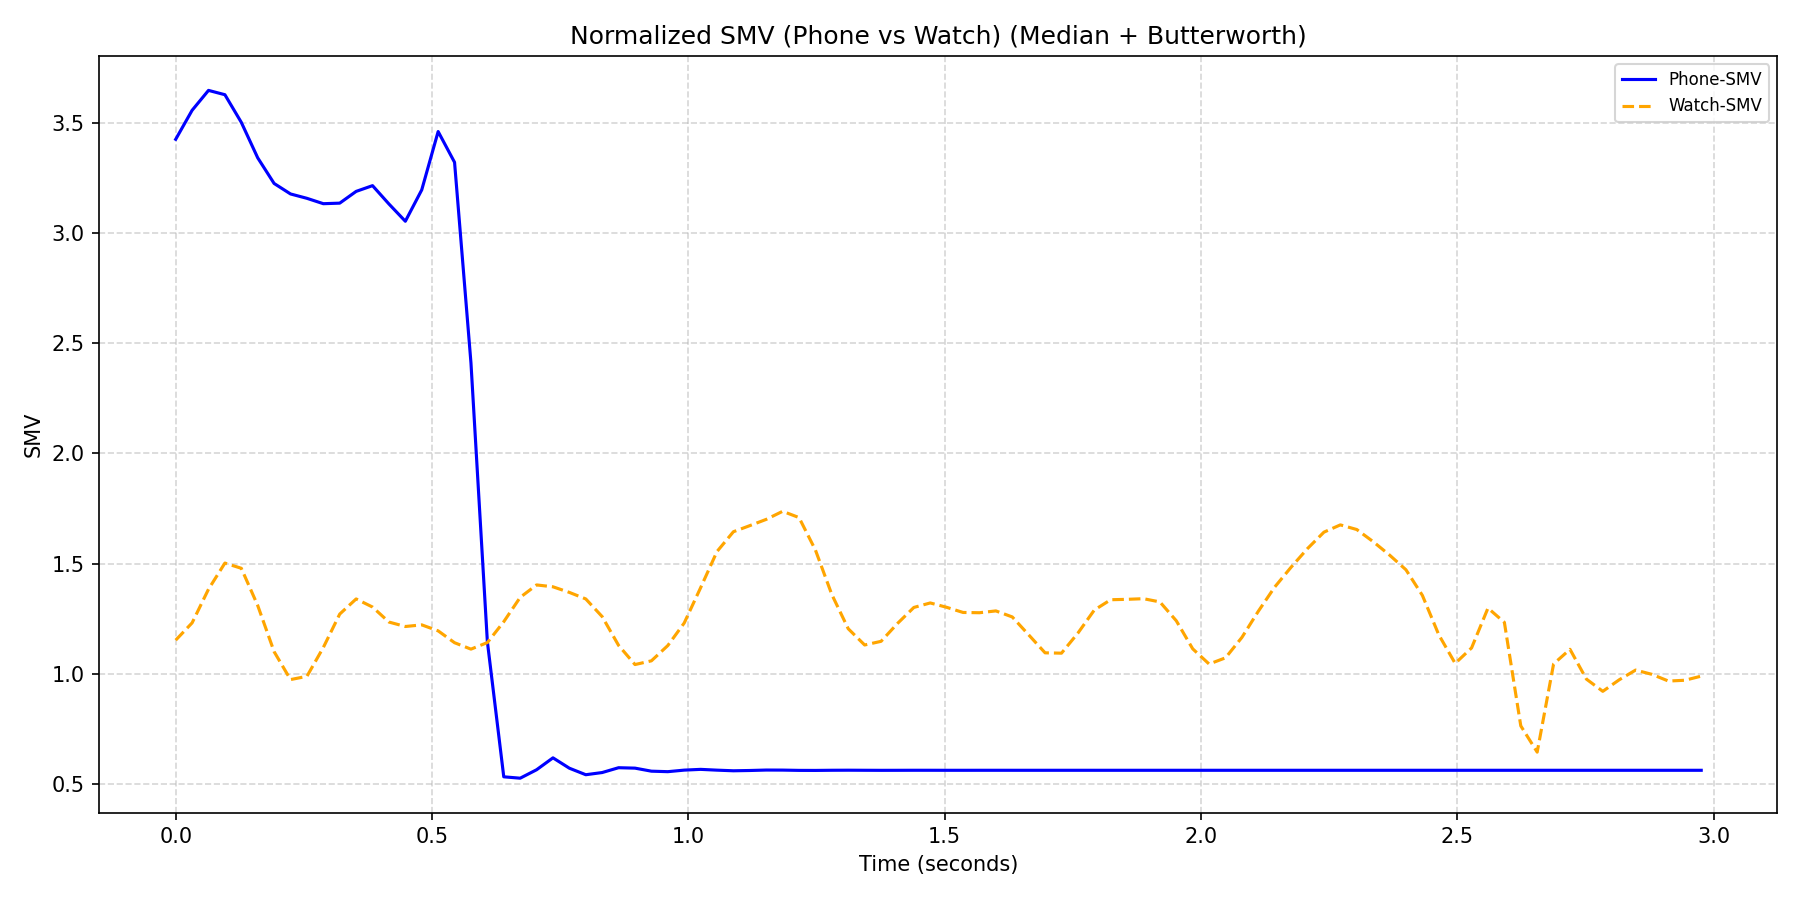 Normalized SMV (Phone vs Watch) (Median + Butterworth)
Phone-SMV
Watch-SMV
SMV
3.5
3.0
2.5
2.0
1.5
1.0
0.5
0.0 0.5 1.0 1.5 2.0 2.5 3.0
Time (seconds)